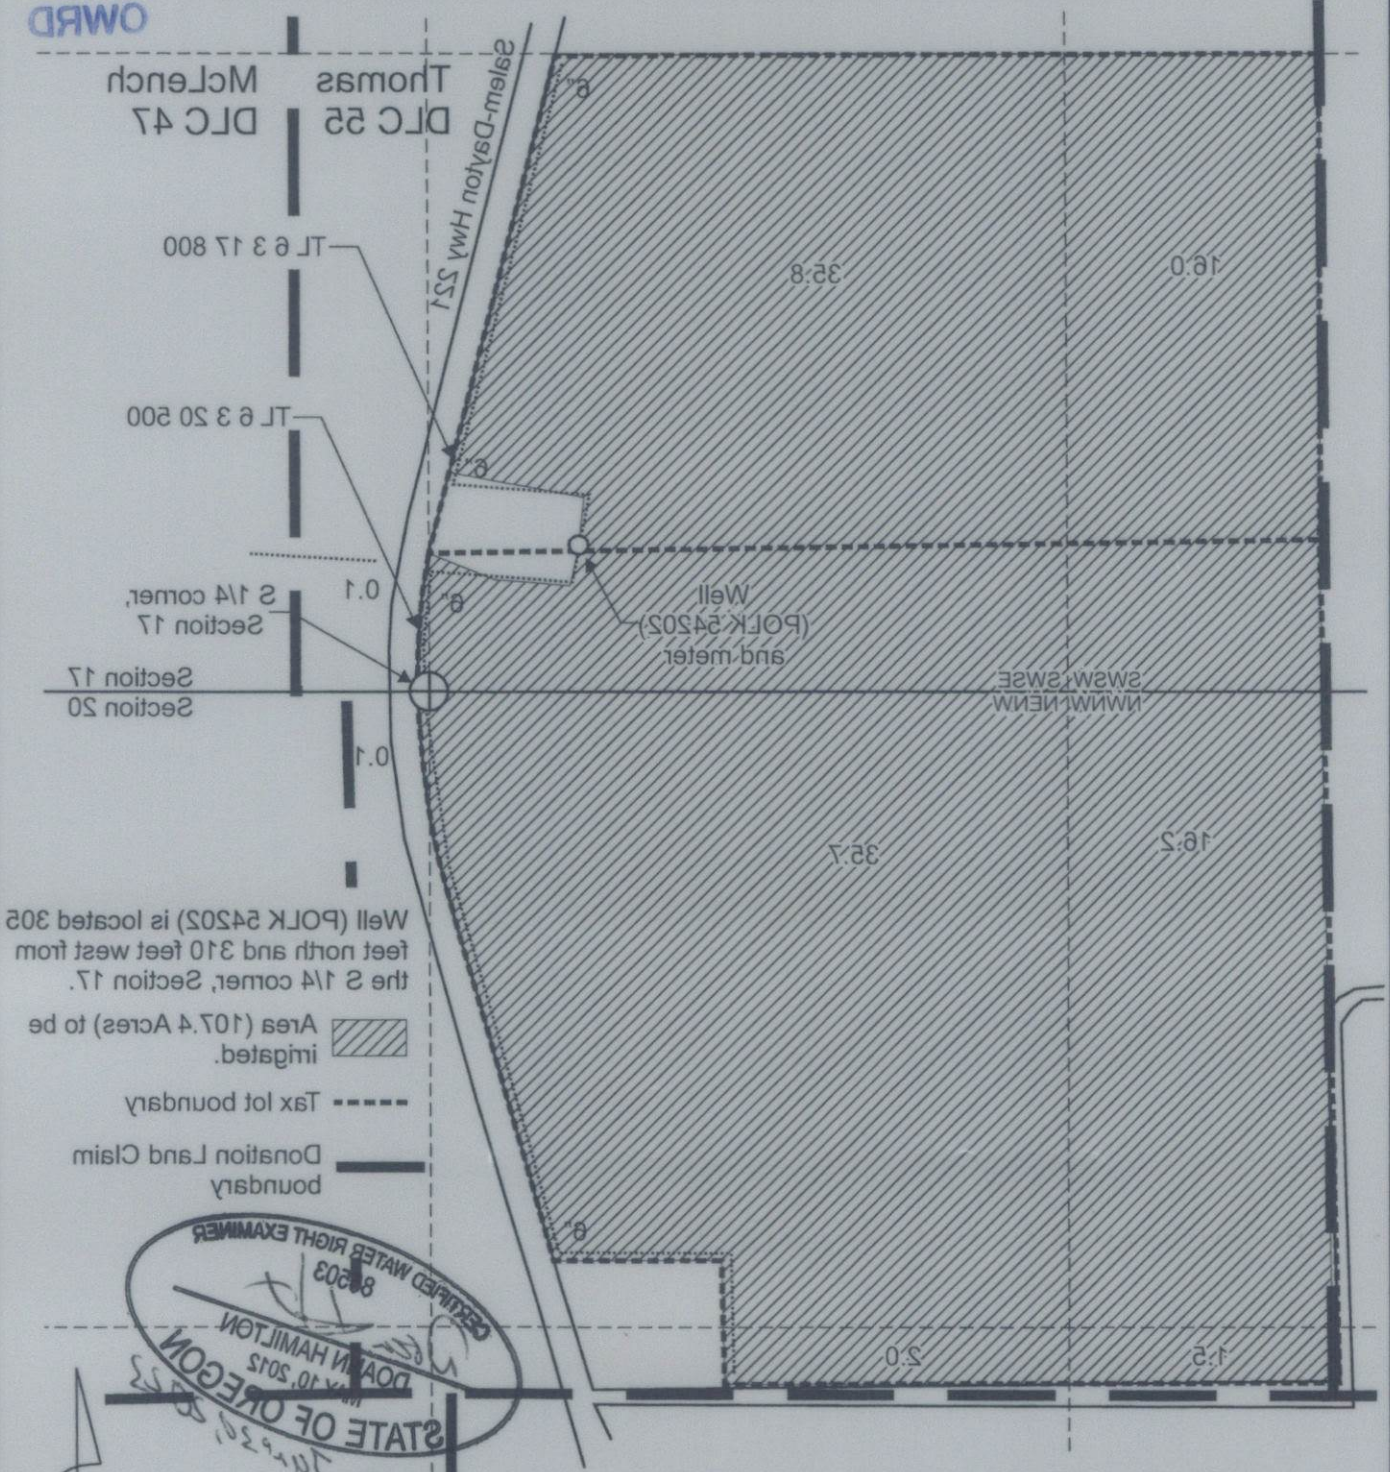 OWRD
McLench
DLC 47
Thomas
DLC 55
Salem-Dayton Hwy 221
6"
TL 6 3 17 800
35.8
16.0
TL 6 3 20 500
6"
0.1
6"
S 1/4 corner,
Section 17
Well
(POLK 54202)
and meter
Section 17
Section 20
SWSW SWSE
NWNW NENW
0.1
35.7
16.2
Well (POLK 54202) is located 305
feet north and 310 feet west from
the S 1/4 corner, Section 17.
Area (107.4 Acres) to be
irrigated.
Tax lot boundary
Donation Land Claim
boundary
6"
CERTIFIED WATER RIGHT EXAMINER
HAMILTON
10, 2012
STATE OF OREGON
2.0
1.5